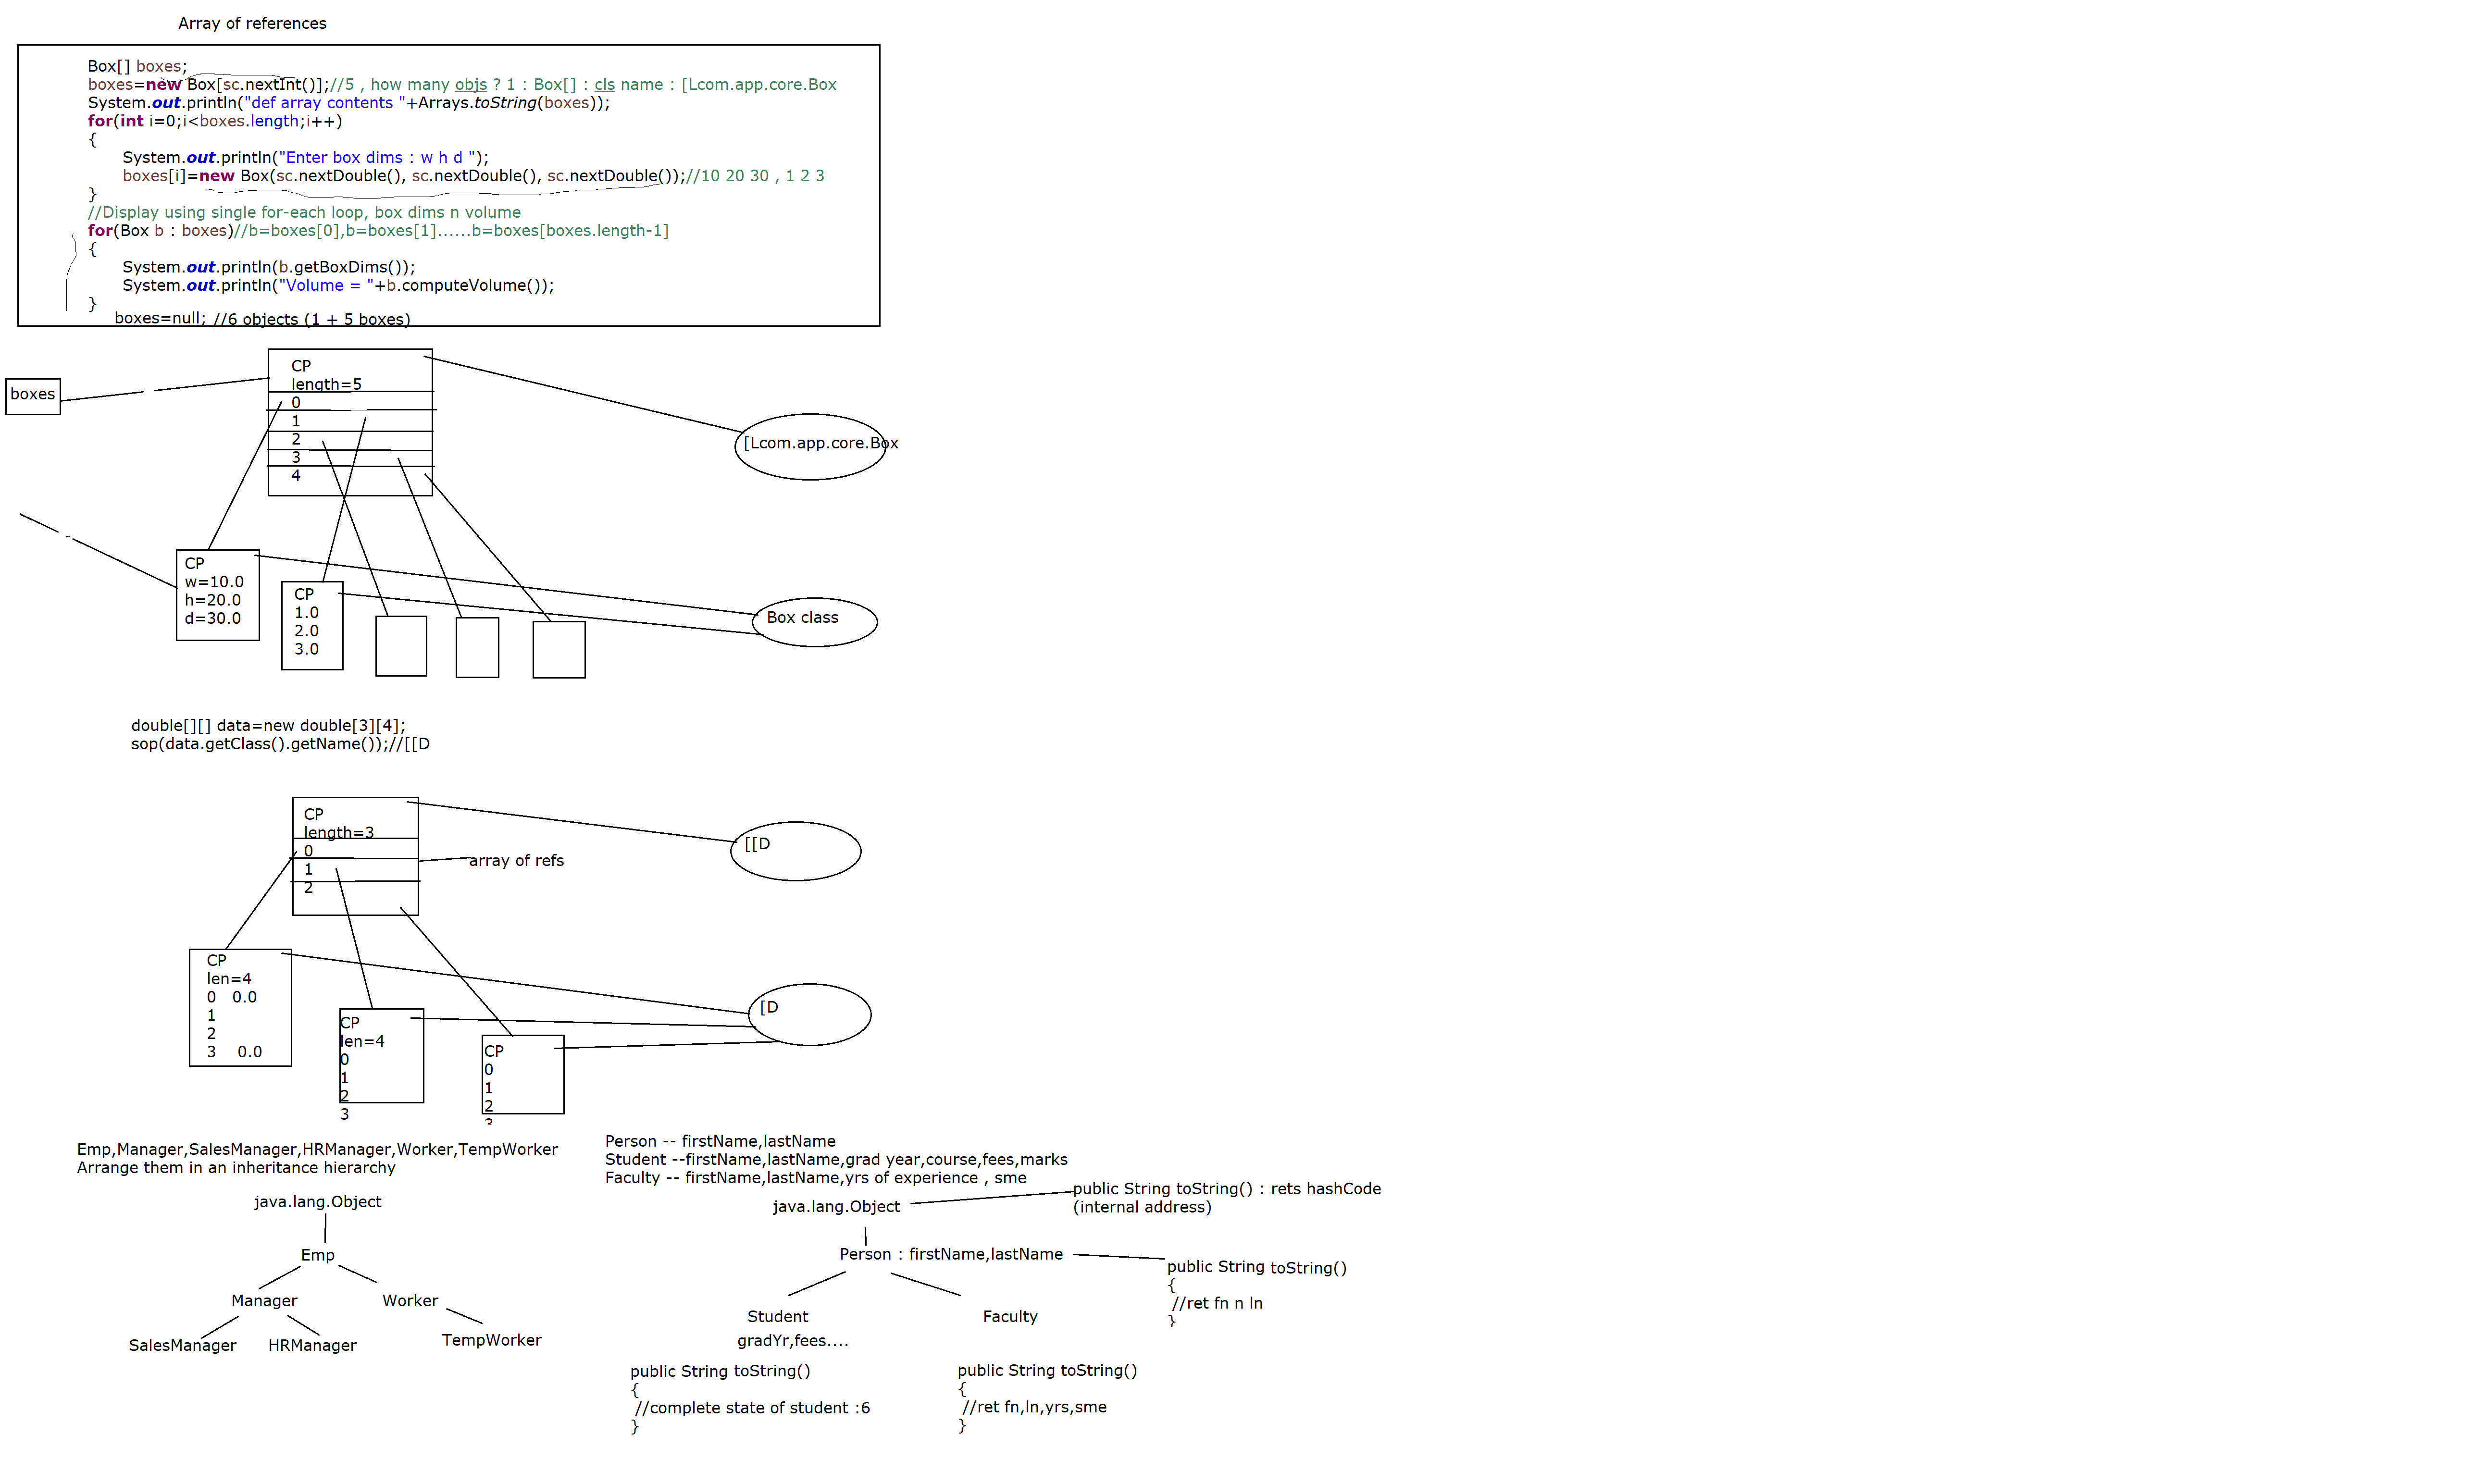 Array of references
Box[] boxes;
boxes=new Box[sc.nextInt()];//5 , how many objs ? 1 : Box[] : cls name : [Lcom.app.core.Box
System.out.println("def array contents "+Arrays.toString(boxes));
for(int i=0;i<boxes.length;i++)
{
System.out.println("Enter box dims : w h d ");
boxes[i]=new Box(sc.nextDouble(), sc.nextDouble(), sc.nextDouble());//10 20 30 , 1 2 3
}
//Display using single for-each loop, box dims n volume
for(Box b : boxes)//b=boxes[0],b=boxes[1]......b=boxes[boxes.length-1]
{
System.out.println(b.getBoxDims());
System.out.println("Volume = "+b.computeVolume());
}
boxes=null; //6 objects (1 + 5 boxes)
boxes
CP
length=5
0
1
2
3
4
[Lcom.app.core.Box
CP
w=10.0
h=20.0
d=30.0
CP
1.0
2.0
3.0
Box class
double[][] data=new double[3][4];
sop(data.getClass().getName());//[[D
CP
length=3
0
1
2
array of refs
[[D
CP
len=4
0 0.0
1
2
3 0.0
CP
len=4
0
1
2
3
CP
0
1
2
3
[D
Emp,Manager,SalesManager,HRManager,Worker,TempWorker
Arrange them in an inheritance hierarchy
java.lang.Object
Emp
Manager
Worker
SalesManager
HRManager
TempWorker
Person -- firstName,lastName
Student --firstName,lastName,grad year,course,fees,marks
Faculty -- firstName,lastName,yrs of experience , sme
java.lang.Object
public String toString() : rets hashCode
(internal address)
Person : firstName,lastName
public String toString()
{
//ret fn n ln
}
Student
Faculty
gradYr,fees....
public String toString()
{
//complete state of student :6
}
public String toString()
{
//ret fn,ln,yrs,sme
}